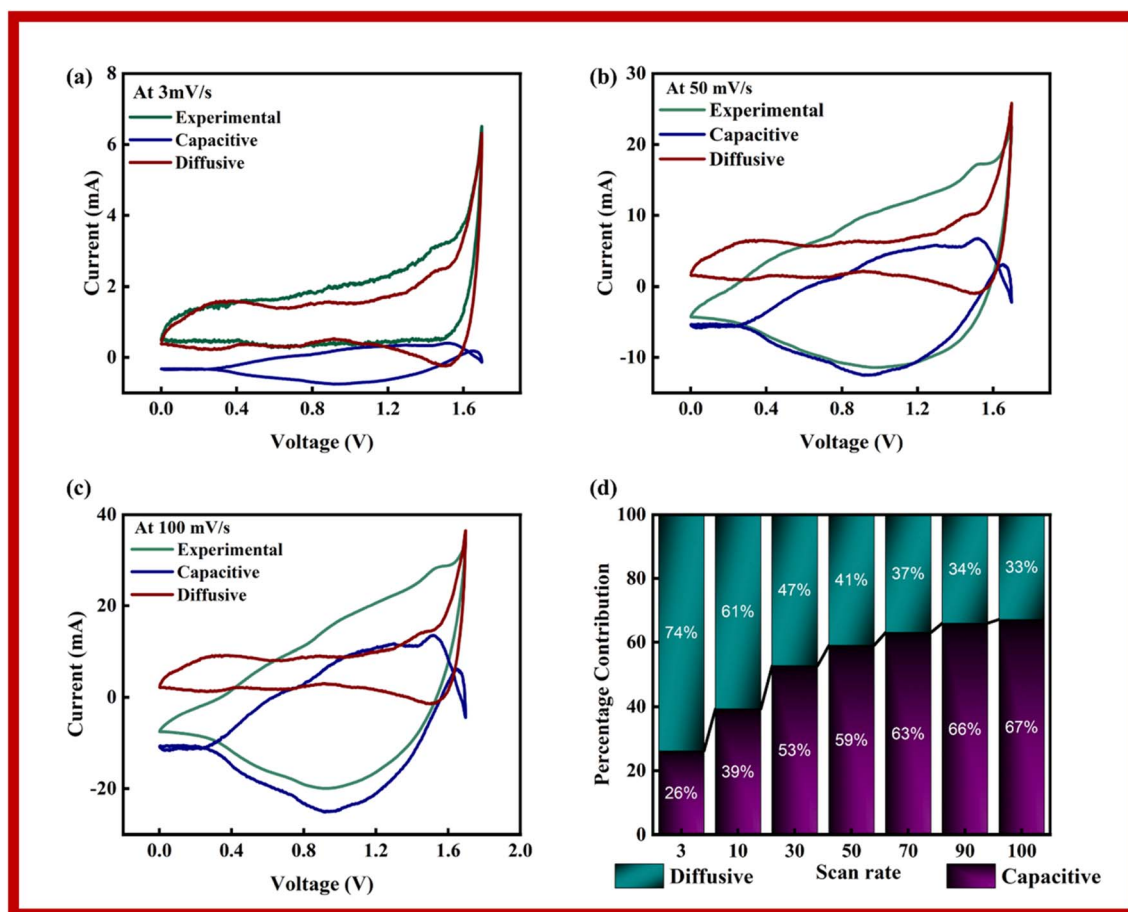 (a)
At 3mV/s
Experimental
Capacitive
Diffusive
Current (mA)
8
6
4
2
0
0.0 0.4 0.8 1.2 1.6
Voltage (V)
(b)
At 50 mV/s
Experimental
Capacitive
Diffusive
Current (mA)
30
20
10
0
-10
0.0 0.4 0.8 1.2 1.6
Voltage (V)
(c)
At 100 mV/s
Experimental
Capacitive
Diffusive
Current (mA)
40
20
0
-20
0.0 0.4 0.8 1.2 1.6 2.0
Voltage (V)
(d)
Percentage Contribution
100
80
60
40
20
0
74% 61% 47% 41% 37% 34% 33%
26% 39% 53% 59% 63% 66% 67%
3 10 30 50 70 90 100
Diffusive Scan rate Capacitive